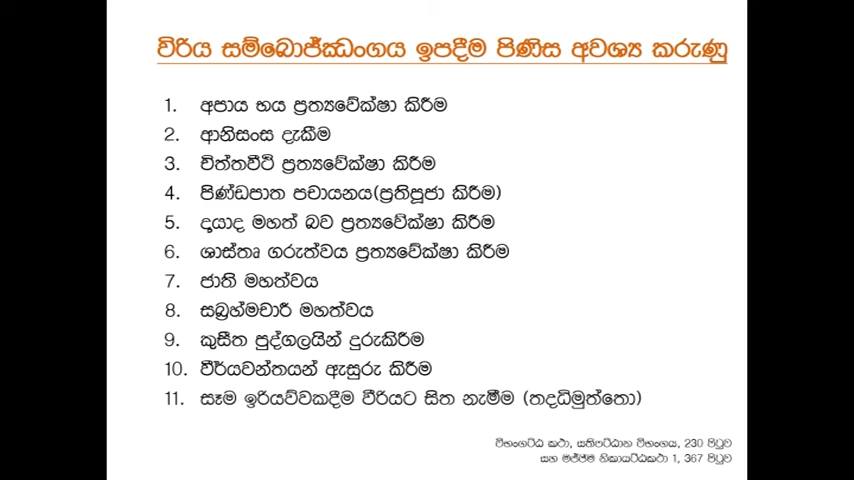 විරිය සම්බොජ්ඣංගය ඉපදීම පිණිස අවශ්‍ය කරුණු
1. අපාය භය ප්‍රත්‍යවේක්ෂා කිරීම
2. ආනිසංස දැකීම
3. චිත්තවීථි ප්‍රත්‍යවේක්ෂා කිරීම
4. පිණ්ඩපාත පචායනය(ප්‍රතිපූජා කිරීම)
5. දායාද මහත් බව ප්‍රත්‍යවේක්ෂා කිරීම
6. ශාස්තෘ ගරුත්වය ප්‍රත්‍යවේක්ෂා කිරීම
7. ජාති මහත්වය
8. සබ්‍රහ්මචාරී මහත්වය
9. කුසීත පුද්ගලයින් දුරුකිරීම
10. වීර්යවන්තයන් ඇසුරු කිරීම
11. සෑම ඉරියව්වකදීම වීරියට සිත නැමීම (තදධිමුත්තො)
විභංගට්ඨ කථා, සතිපට්ඨාන විභංගය, 230 පිටුව
සහ මජ්ඣිම නිකායට්ඨකථා 1, 367 පිටුව